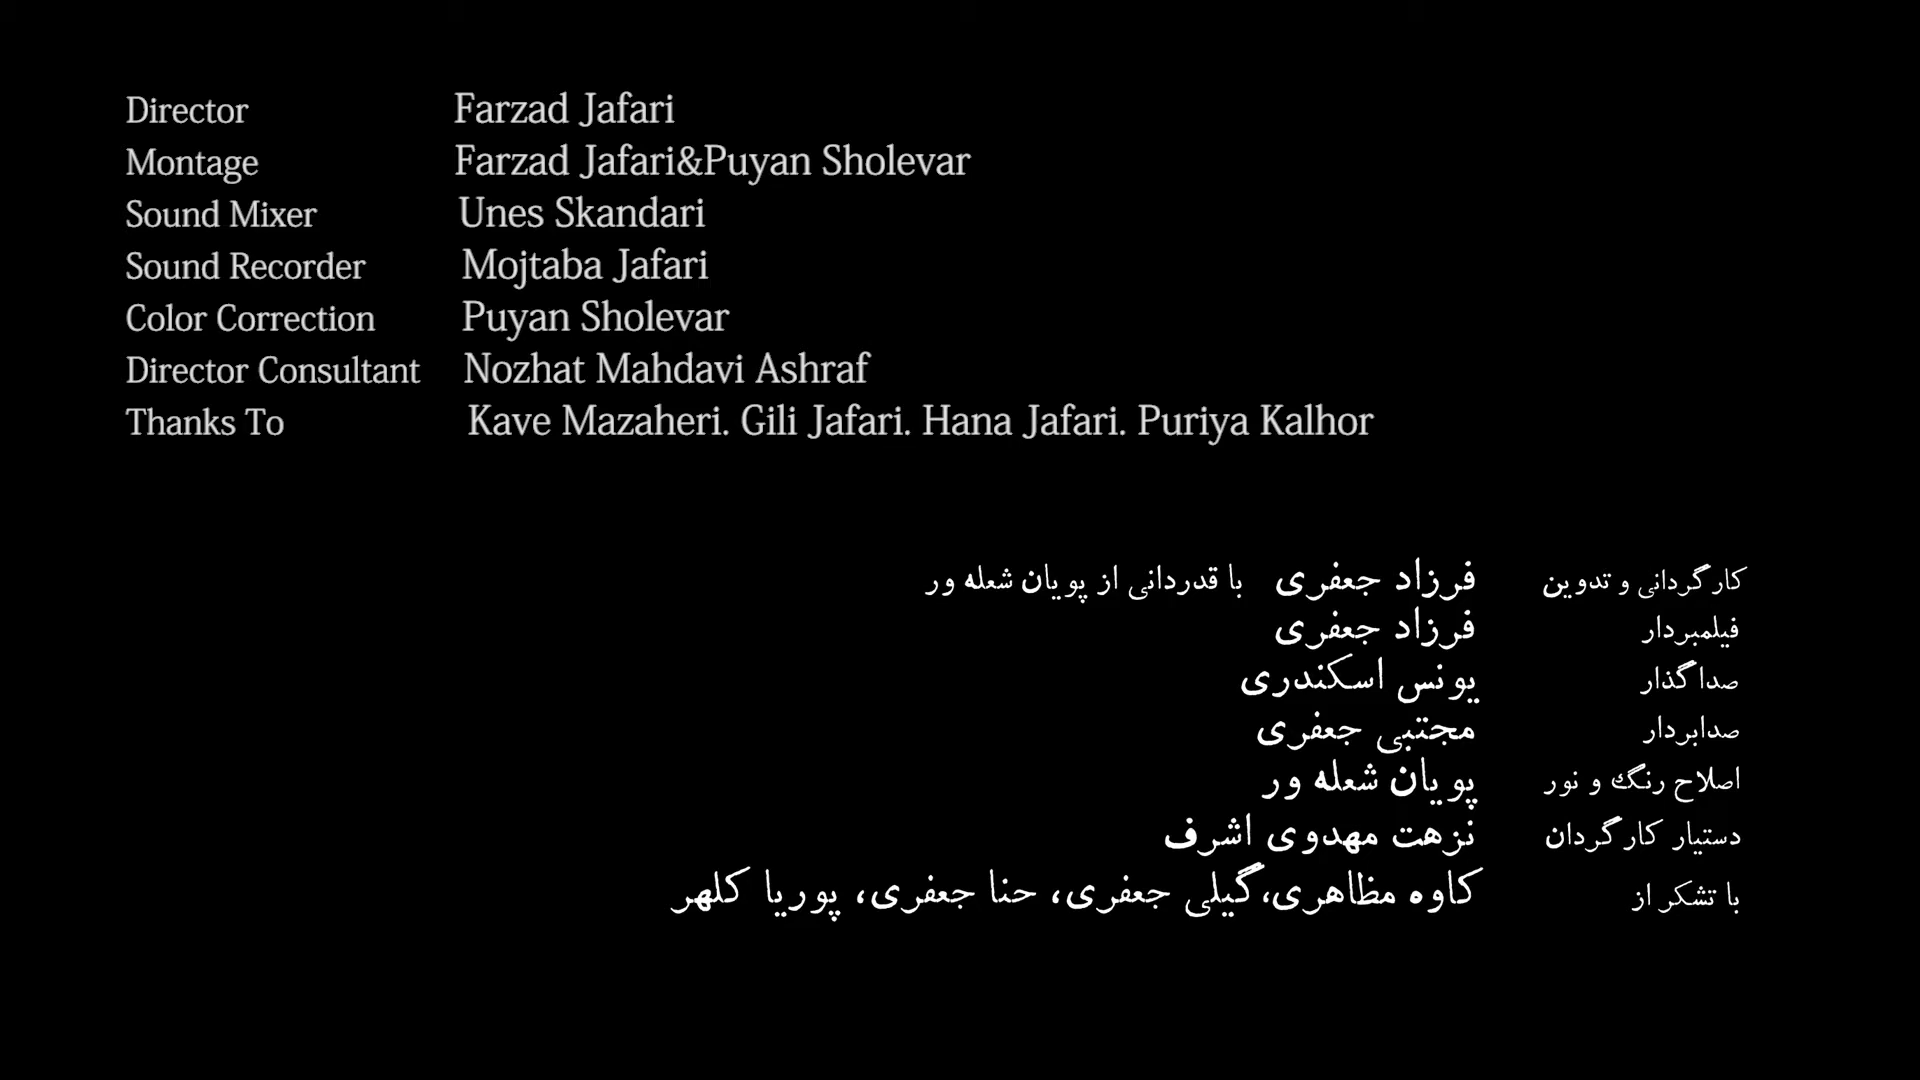 Director Farzad Jafari
Montage Farzad Jafari&Puyan Sholevar
Sound Mixer Unes Skandari
Sound Recorder Mojtaba Jafari
Color Correction Puyan Sholevar
Director Consultant Nozhat Mahdavi Ashraf
Thanks To Kave Mazaheri. Gili Jafari. Hana Jafari. Puriya Kalhor
کارگردانی و تدوین فرزاد جعفری با قدردانی از پویان شعله ور
فیلمبردار فرزاد جعفری
صداگذار یونس اسکندری
صدابردار مجتبی جعفری
اصلاح رنگ و نور پویان شعله ور
دستیار کارگردان نزهت مهدوی اشرف
با تشکر از کاوه مظاهری،گیلی جعفری، حنا جعفری، پوریا کلهر